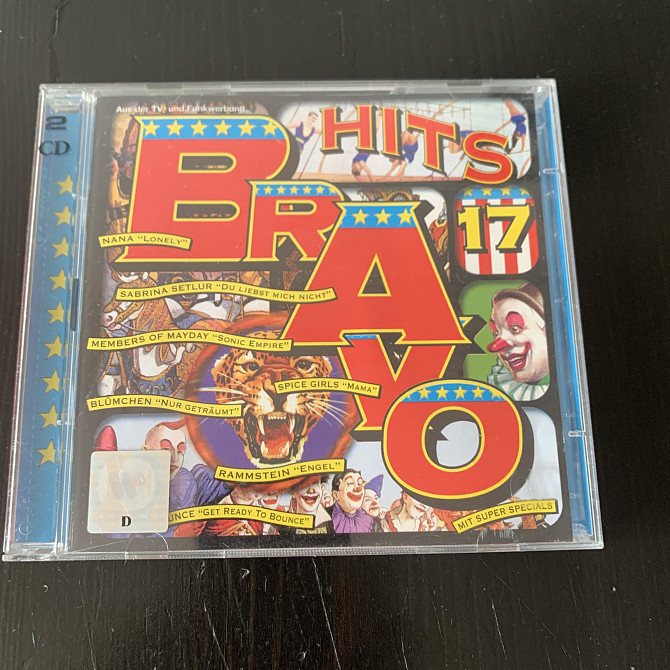 Aus der TV- und Funkwerbung
2
CD
HITS
BRAVO
17
NANA "LONELY"
SABRINA SETLUR "DU LIEBST MICH NICHT"
MEMBERS OF MAYDAY "SONIC EMPIRE"
SPICE GIRLS "MAMA"
BLÜMCHEN "NUR GETRÄUMT"
RAMMSTEIN "ENGEL"
UNCE "GET READY TO BOUNCE"
MIT SUPER SPECIALS
D